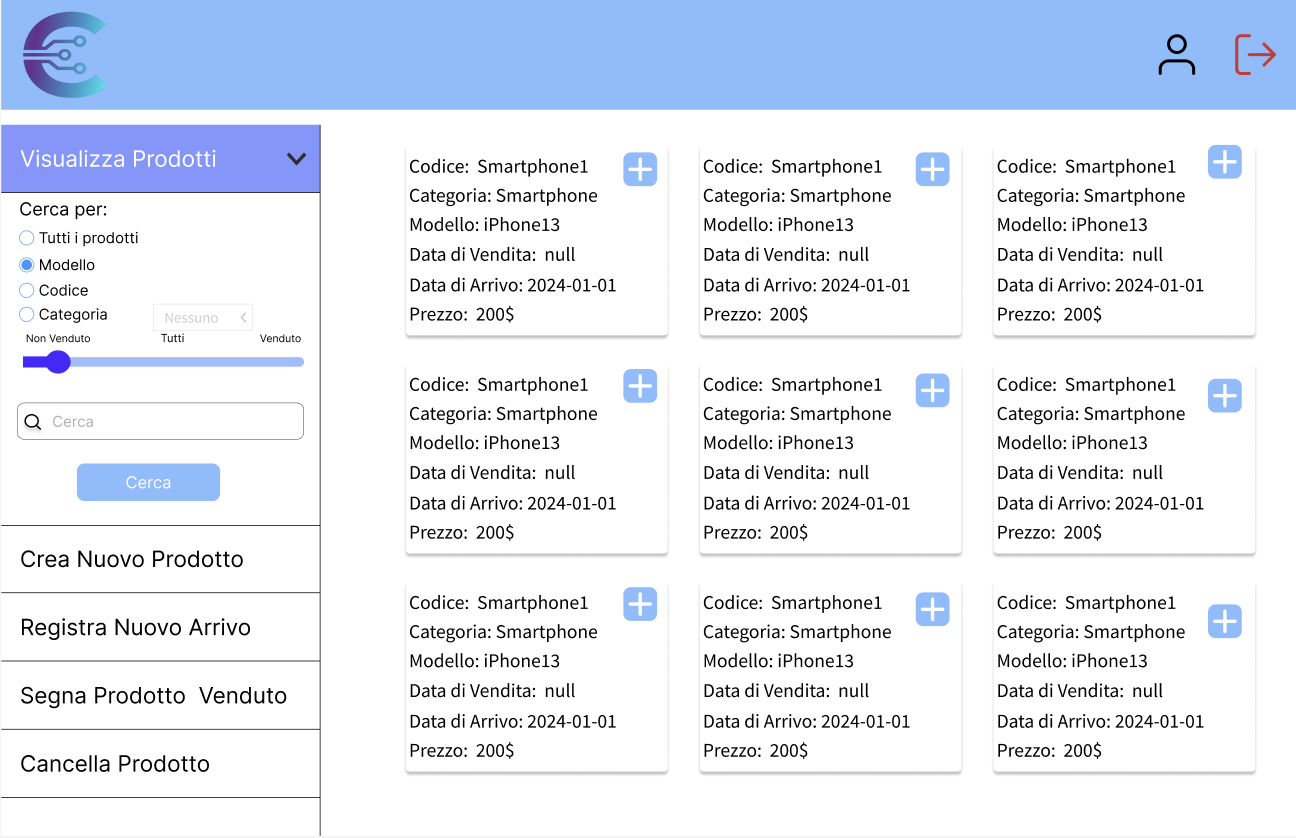 Visualizza Prodotti
Cerca per:
Tutti i prodotti
Modello
Codice
Categoria
Nessuno
Non Venduto Tutti Venduto
Cerca
Cerca
Crea Nuovo Prodotto
Registra Nuovo Arrivo
Segna Prodotto Venduto
Cancella Prodotto
Codice: Smartphone1
Categoria: Smartphone
Modello: iPhone13
Data di Vendita: null
Data di Arrivo: 2024-01-01
Prezzo: 200$
Codice: Smartphone1
Categoria: Smartphone
Modello: iPhone13
Data di Vendita: null
Data di Arrivo: 2024-01-01
Prezzo: 200$
Codice: Smartphone1
Categoria: Smartphone
Modello: iPhone13
Data di Vendita: null
Data di Arrivo: 2024-01-01
Prezzo: 200$
Codice: Smartphone1
Categoria: Smartphone
Modello: iPhone13
Data di Vendita: null
Data di Arrivo: 2024-01-01
Prezzo: 200$
Codice: Smartphone1
Categoria: Smartphone
Modello: iPhone13
Data di Vendita: null
Data di Arrivo: 2024-01-01
Prezzo: 200$
Codice: Smartphone1
Categoria: Smartphone
Modello: iPhone13
Data di Vendita: null
Data di Arrivo: 2024-01-01
Prezzo: 200$
Codice: Smartphone1
Categoria: Smartphone
Modello: iPhone13
Data di Vendita: null
Data di Arrivo: 2024-01-01
Prezzo: 200$
Codice: Smartphone1
Categoria: Smartphone
Modello: iPhone13
Data di Vendita: null
Data di Arrivo: 2024-01-01
Prezzo: 200$
Codice: Smartphone1
Categoria: Smartphone
Modello: iPhone13
Data di Vendita: null
Data di Arrivo: 2024-01-01
Prezzo: 200$